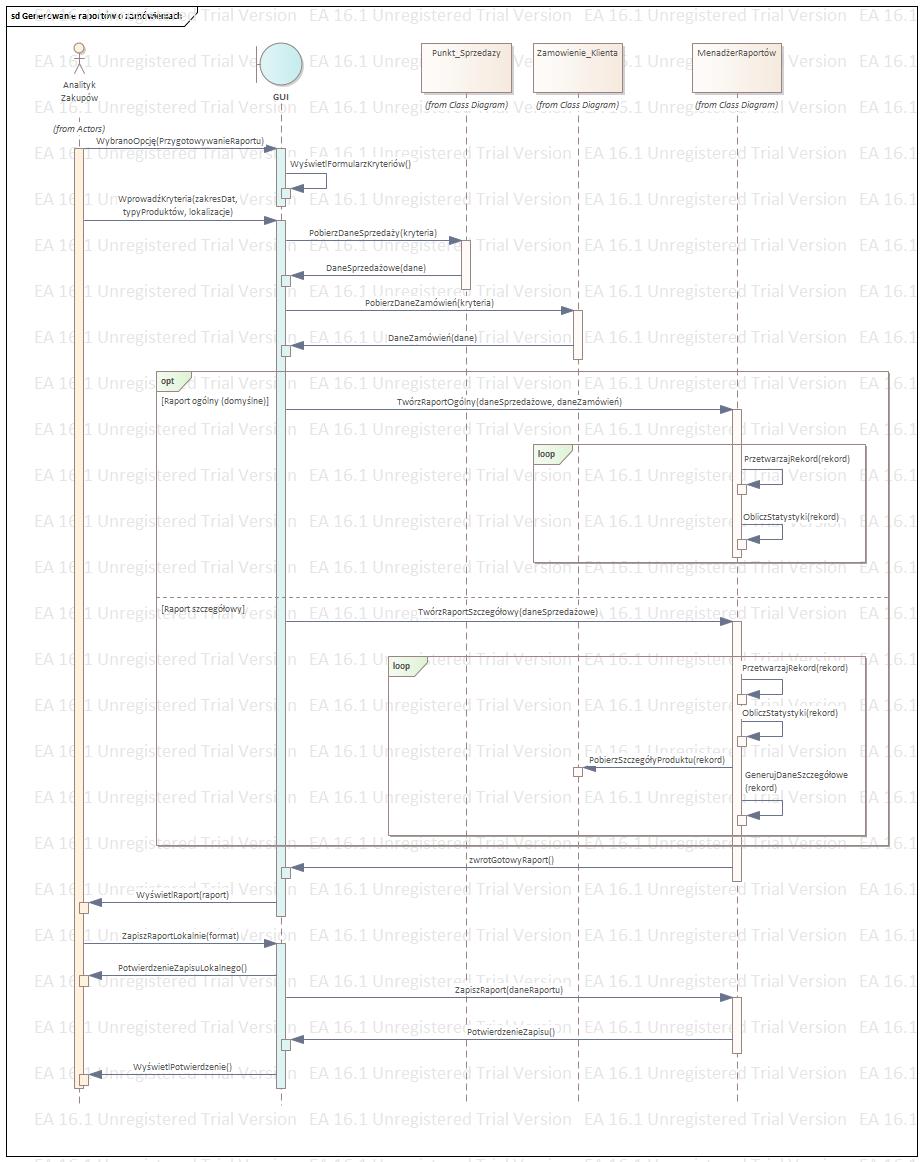 sd Generowanie raportów o zamówieniach
Analityk
Zakupów
(from Actors)
GUI
Punkt_Sprzedazy
(from Class Diagram)
Zamowienie_Klienta
(from Class Diagram)
MenadżerRaportów
(from Class Diagram)
WybranoOpcję(PrzygotowywanieRaportu)
WyświetlFormularzKryteriów()
WprowadźKryteria(zakresDat,
typyProduktów, lokalizacje)
PobierzDaneSprzedaży(kryteria)
DaneSprzedażowe(dane)
PobierzDaneZamówień(kryteria)
DaneZamówień(dane)
opt
[Raport ogólny (domyślne)]
TwórzRaportOgólny(daneSprzedażowe, daneZamówień)
loop
PrzetwarzajRekord(rekord)
ObliczStatystyki(rekord)
[Raport szczegółowy]
TwórzRaportSzczegółowy(daneSprzedażowe)
loop
PrzetwarzajRekord(rekord)
ObliczStatystyki(rekord)
PobierzSzczegółyProduktu(rekord)
GenerujDaneSzczegółowe
(rekord)
zwrotGotowyRaport()
WyświetlRaport(raport)
ZapiszRaportLokalnie(format)
PotwierdzenieZapisuLokalnego()
ZapiszRaport(daneRaportu)
PotwierdzenieZapisu()
WyświetlPotwierdzenie()
EA 16.1 Unregistered Trial Version